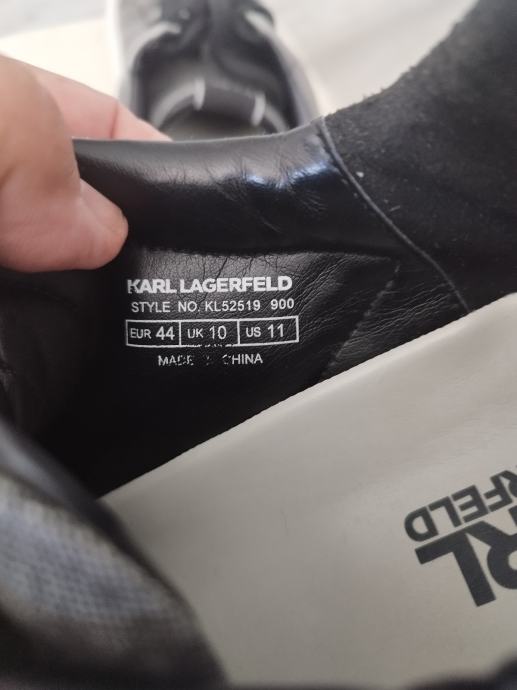 KARL LAGERFELD
STYLE NO. KL52519 900
EUR 44 UK 10 US 11
MADE CHINA